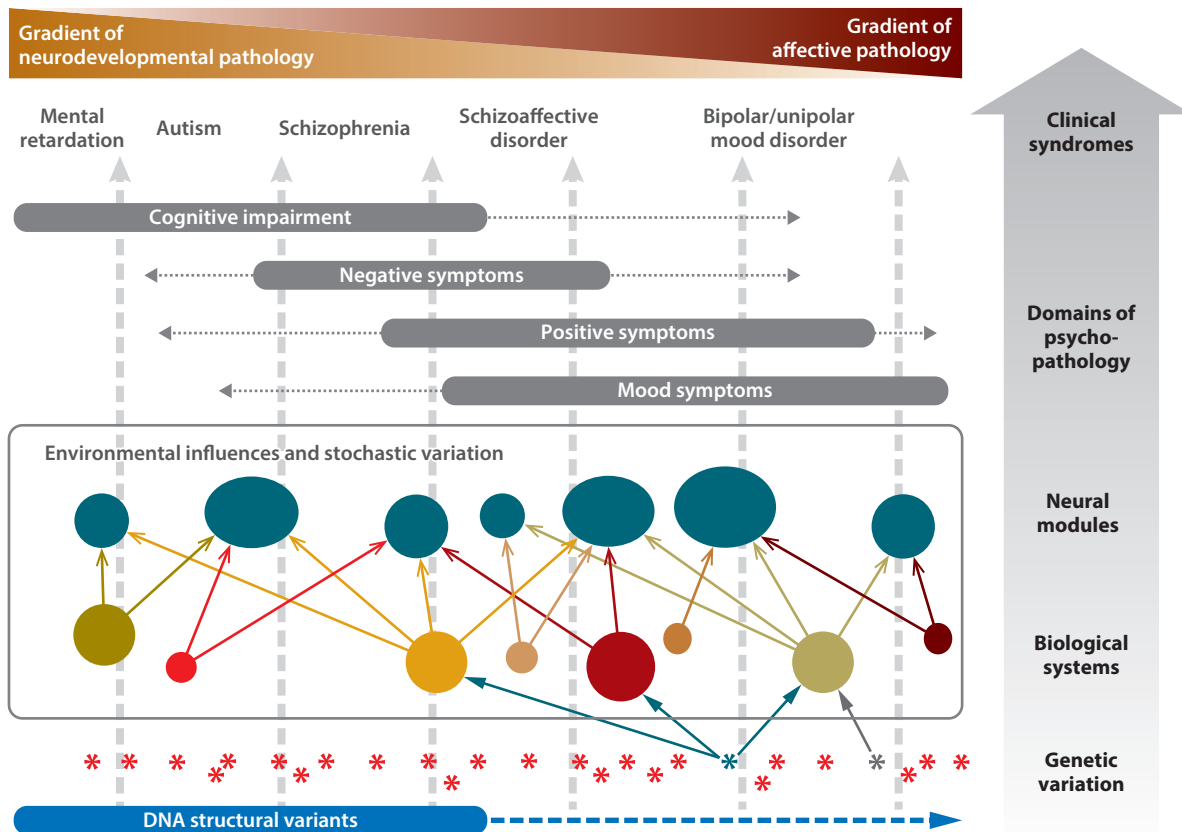 Gradient of
neurodevelopmental pathology
Gradient of
affective pathology
Mental
retardation
Autism
Schizophrenia
Schizoaffective
disorder
Bipolar/unipolar
mood disorder
Clinical
syndromes
Cognitive impairment
Negative symptoms
Positive symptoms
Mood symptoms
Domains of
psycho-
pathology
Environmental influences and stochastic variation
Neural
modules
Biological
systems
Genetic
variation
* * * * * * * * * * * * * * * * * * * * * * * * * * *
DNA structural variants